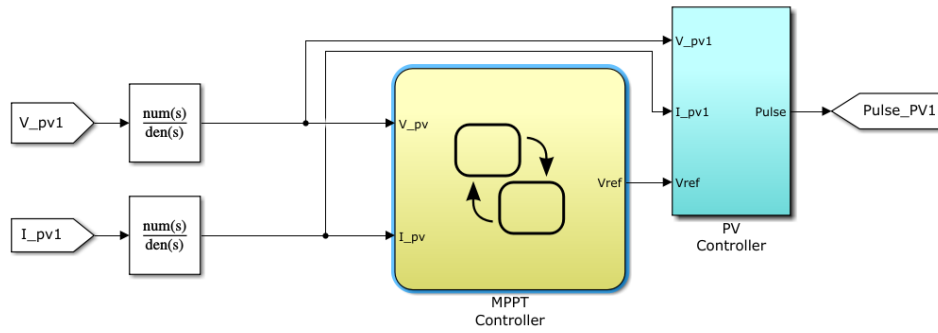 V_pv1
num(s)
den(s)
I_pv1
num(s)
den(s)
V_pv
I_pv
Vref
MPPT
Controller
V_pv1
I_pv1
Vref
Pulse
PV
Controller
Pulse_PV1